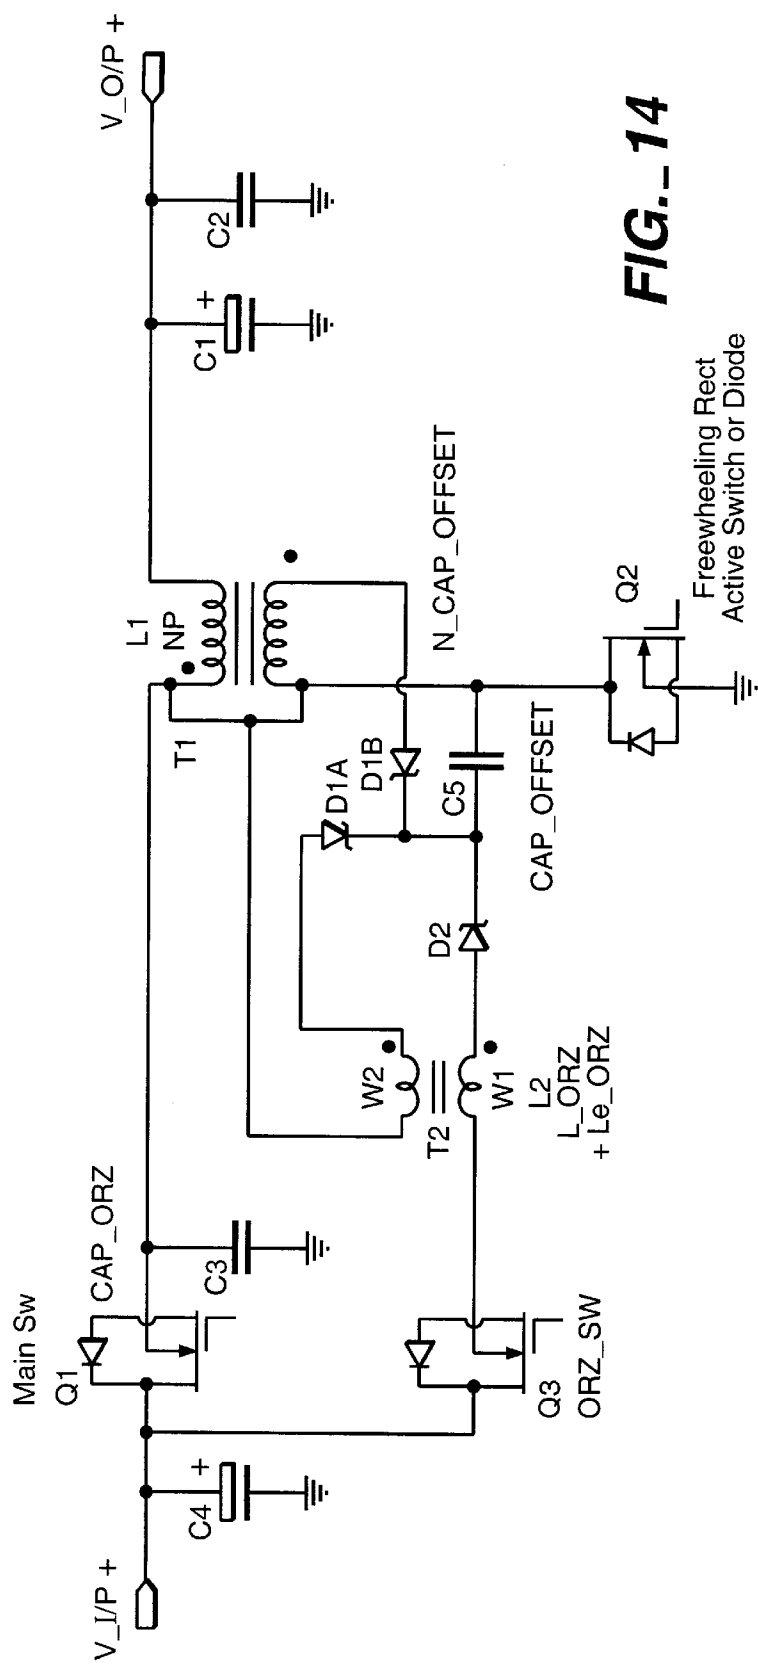 V_I/P +
C4
+
Main Sw
Q1
CAP_ORZ
C3
Q3
ORZ_SW
T2
W2
W1
L2
L_ORZ
+ Le_ORZ
D2
D1A
D1B
C5
CAP_OFFSET
T1
L1
NP
N_CAP_OFFSET
Q2
Freewheeling Rect
Active Switch or Diode
C1
+
C2
V_O/P +
FIG._14